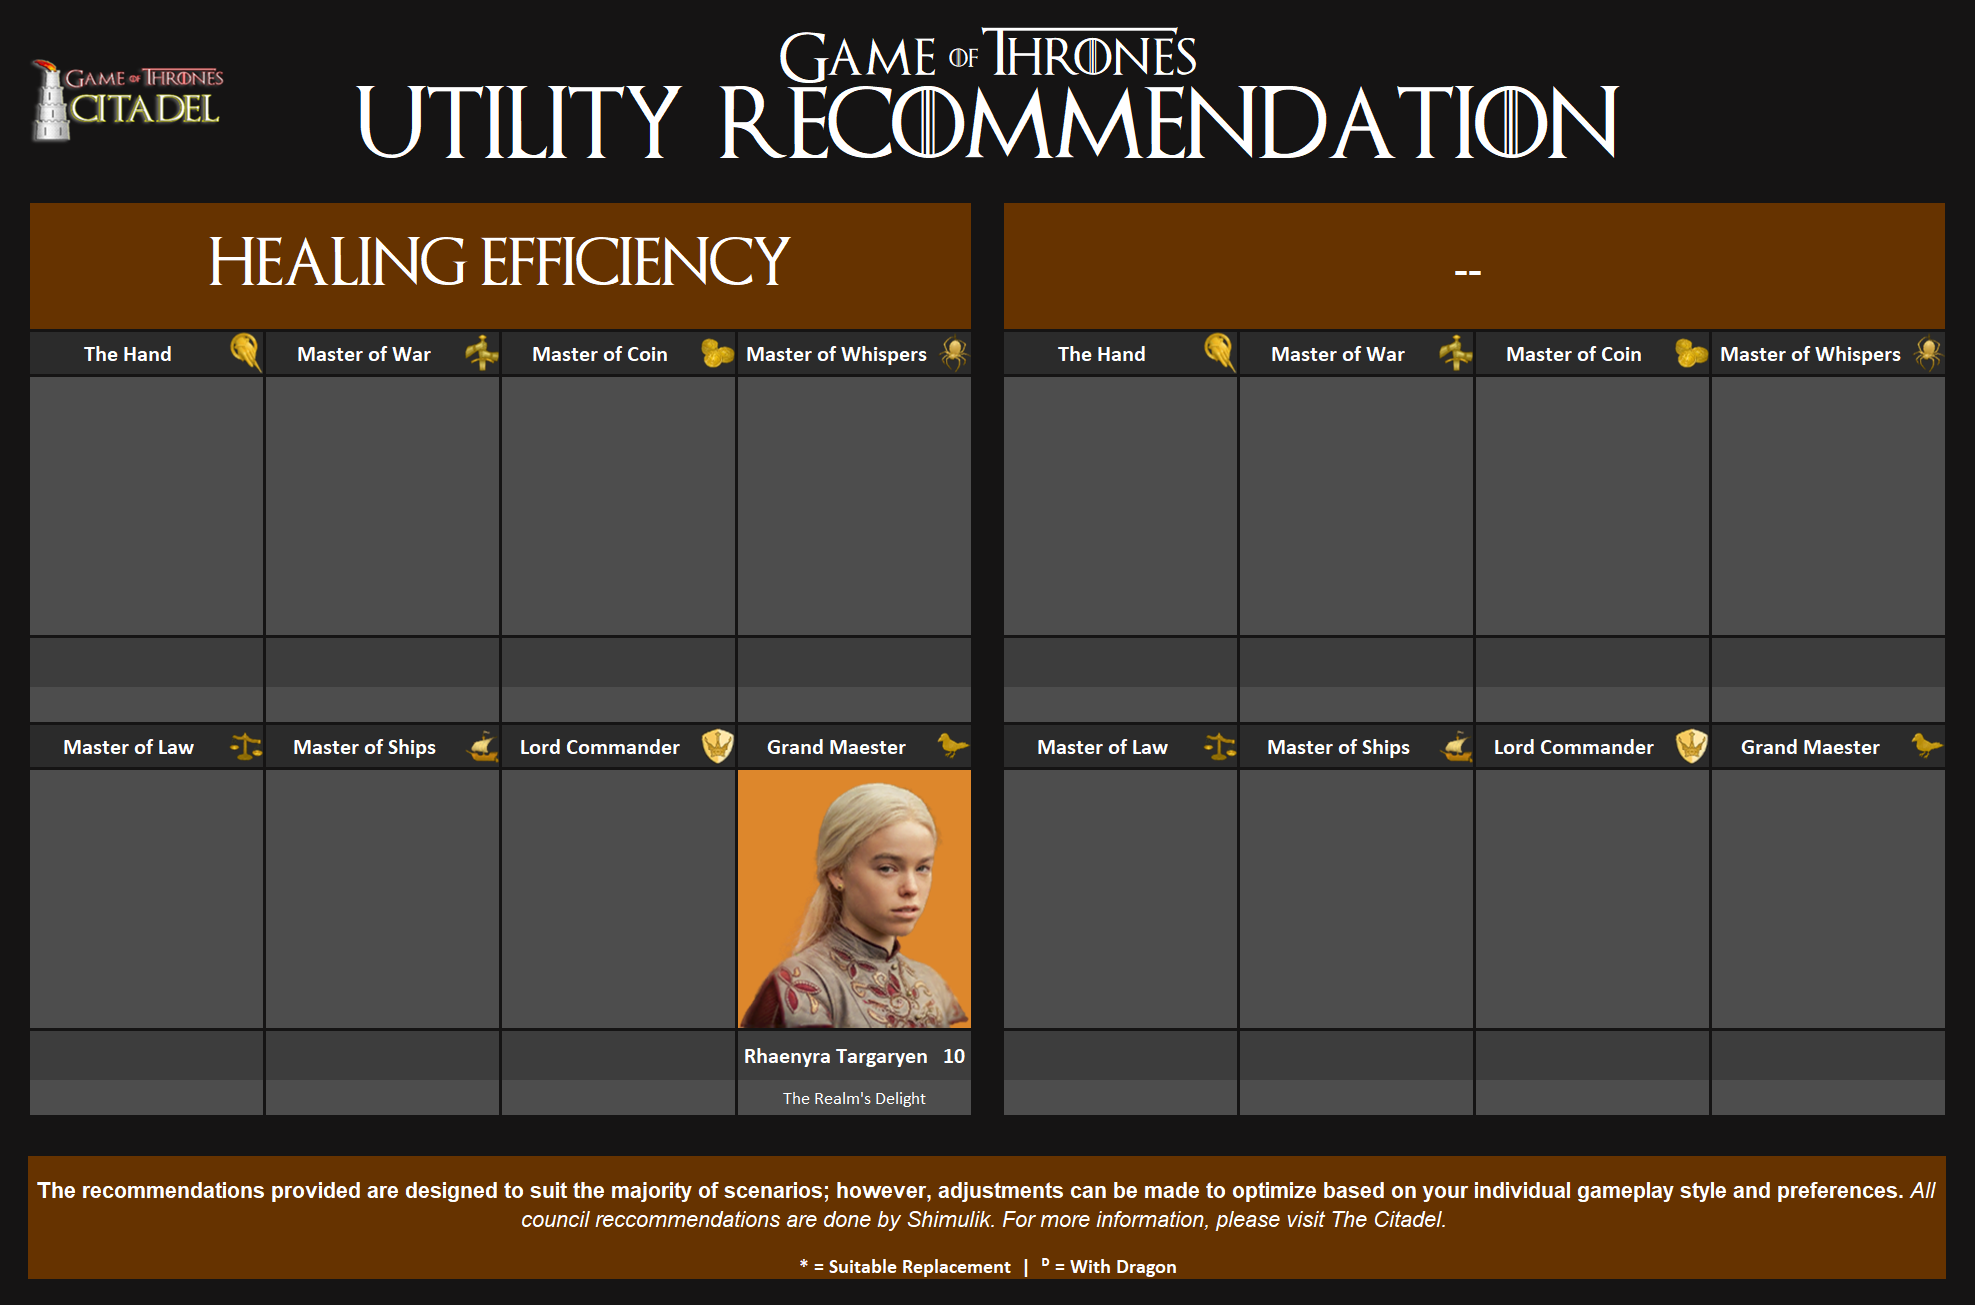 GAME OF THRONES
CITADEL
GAME OF THRONES
UTILITY RECOMMENDATION
HEALING EFFICIENCY
The Hand
Master of War
Master of Coin
Master of Whispers
Master of Law
Master of Ships
Lord Commander
Grand Maester
Rhaenyra Targaryen 10
The Realm's Delight
--
The Hand
Master of War
Master of Coin
Master of Whispers
Master of Law
Master of Ships
Lord Commander
Grand Maester
The recommendations provided are designed to suit the majority of scenarios; however, adjustments can be made to optimize based on your individual gameplay style and preferences. All
council reccommendations are done by Shimulik. For more information, please visit The Citadel.
* = Suitable Replacement | ᴰ = With Dragon